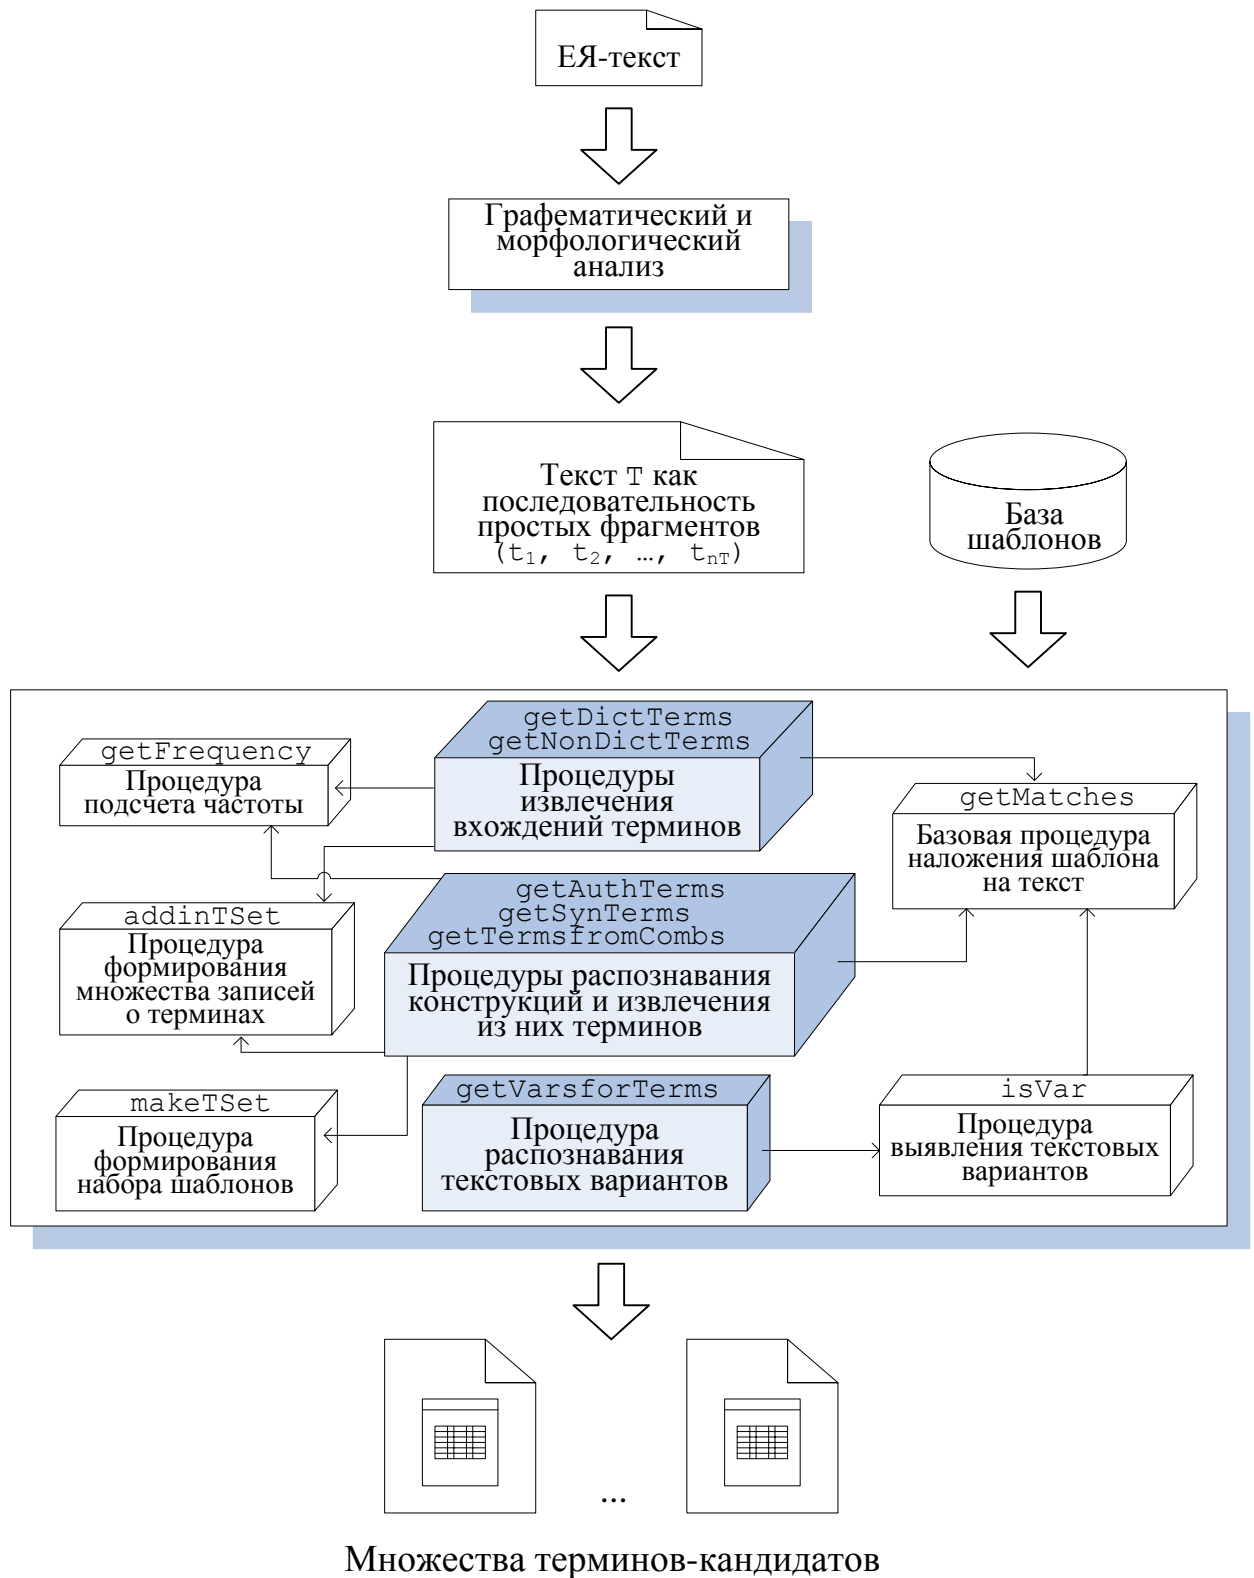 ЕЯ-текст
Графематический и
морфологический
анализ
Текст T как
последовательность
простых фрагментов
(t1, t2, …, tnT)
База
шаблонов
getDictTerms
getNonDictTerms
Процедуры
извлечения
вхождений терминов
getFrequency
Процедура
подсчета частоты
getMatches
Базовая процедура
наложения шаблона
на текст
getAuthTerms
getSynTerms
getTermsfromCombs
Процедуры распознавания
конструкций и извлечения
из них терминов
addinTSet
Процедура
формирования
множества записей
о терминах
makeTSet
Процедура
формирования
набора шаблонов
getVarsforTerms
Процедура
распознавания
текстовых вариантов
isVar
Процедура
выявления текстовых
вариантов
...
Множества терминов-кандидатов